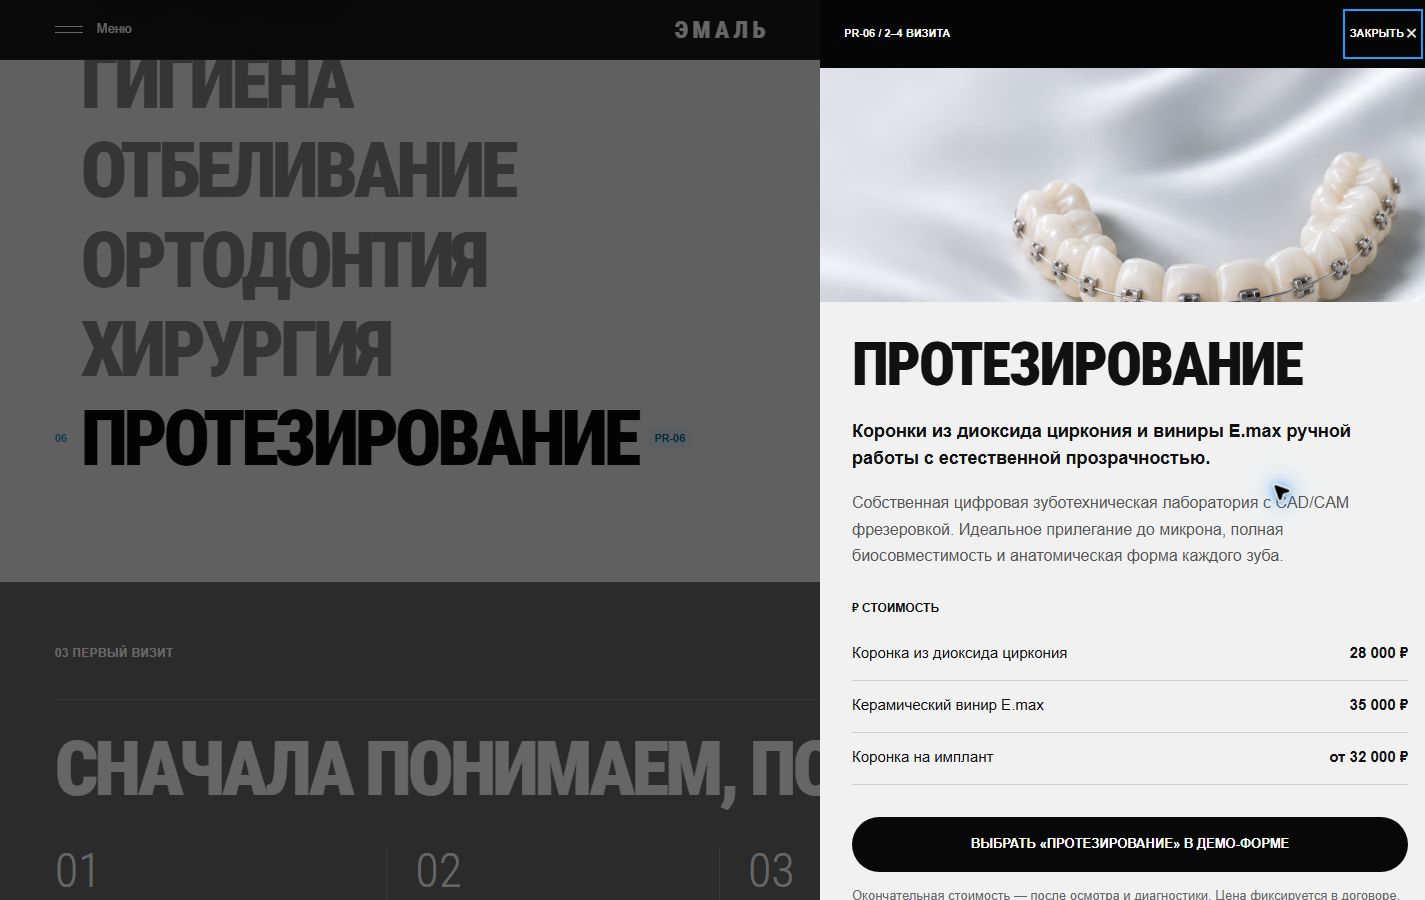 Меню
ЭМАЛЬ
ГИГИЕНА
ОТБЕЛИВАНИЕ
ОРТОДОНТИЯ
ХИРУРГИЯ
06 ПРОТЕЗИРОВАНИЕ PR-06
03 ПЕРВЫЙ ВИЗИТ
СНАЧАЛА ПОНИМАЕМ, ПО
01 02 03
PR-06 / 2–4 ВИЗИТА
ЗАКРЫТЬ ×
ПРОТЕЗИРОВАНИЕ
Коронки из диоксида циркония и виниры E.max ручной
работы с естественной прозрачностью.
Собственная цифровая зуботехническая лаборатория с CAD/CAM
фрезеровкой. Идеальное прилегание до микрона, полная
биосовместимость и анатомическая форма каждого зуба.
₽ СТОИМОСТЬ
Коронка из диоксида циркония 28 000 ₽
Керамический винир E.max 35 000 ₽
Коронка на имплант от 32 000 ₽
ВЫБРАТЬ «ПРОТЕЗИРОВАНИЕ» В ДЕМО-ФОРМЕ
Окончательная стоимость — после осмотра и диагностики. Цена фиксируется в договоре.